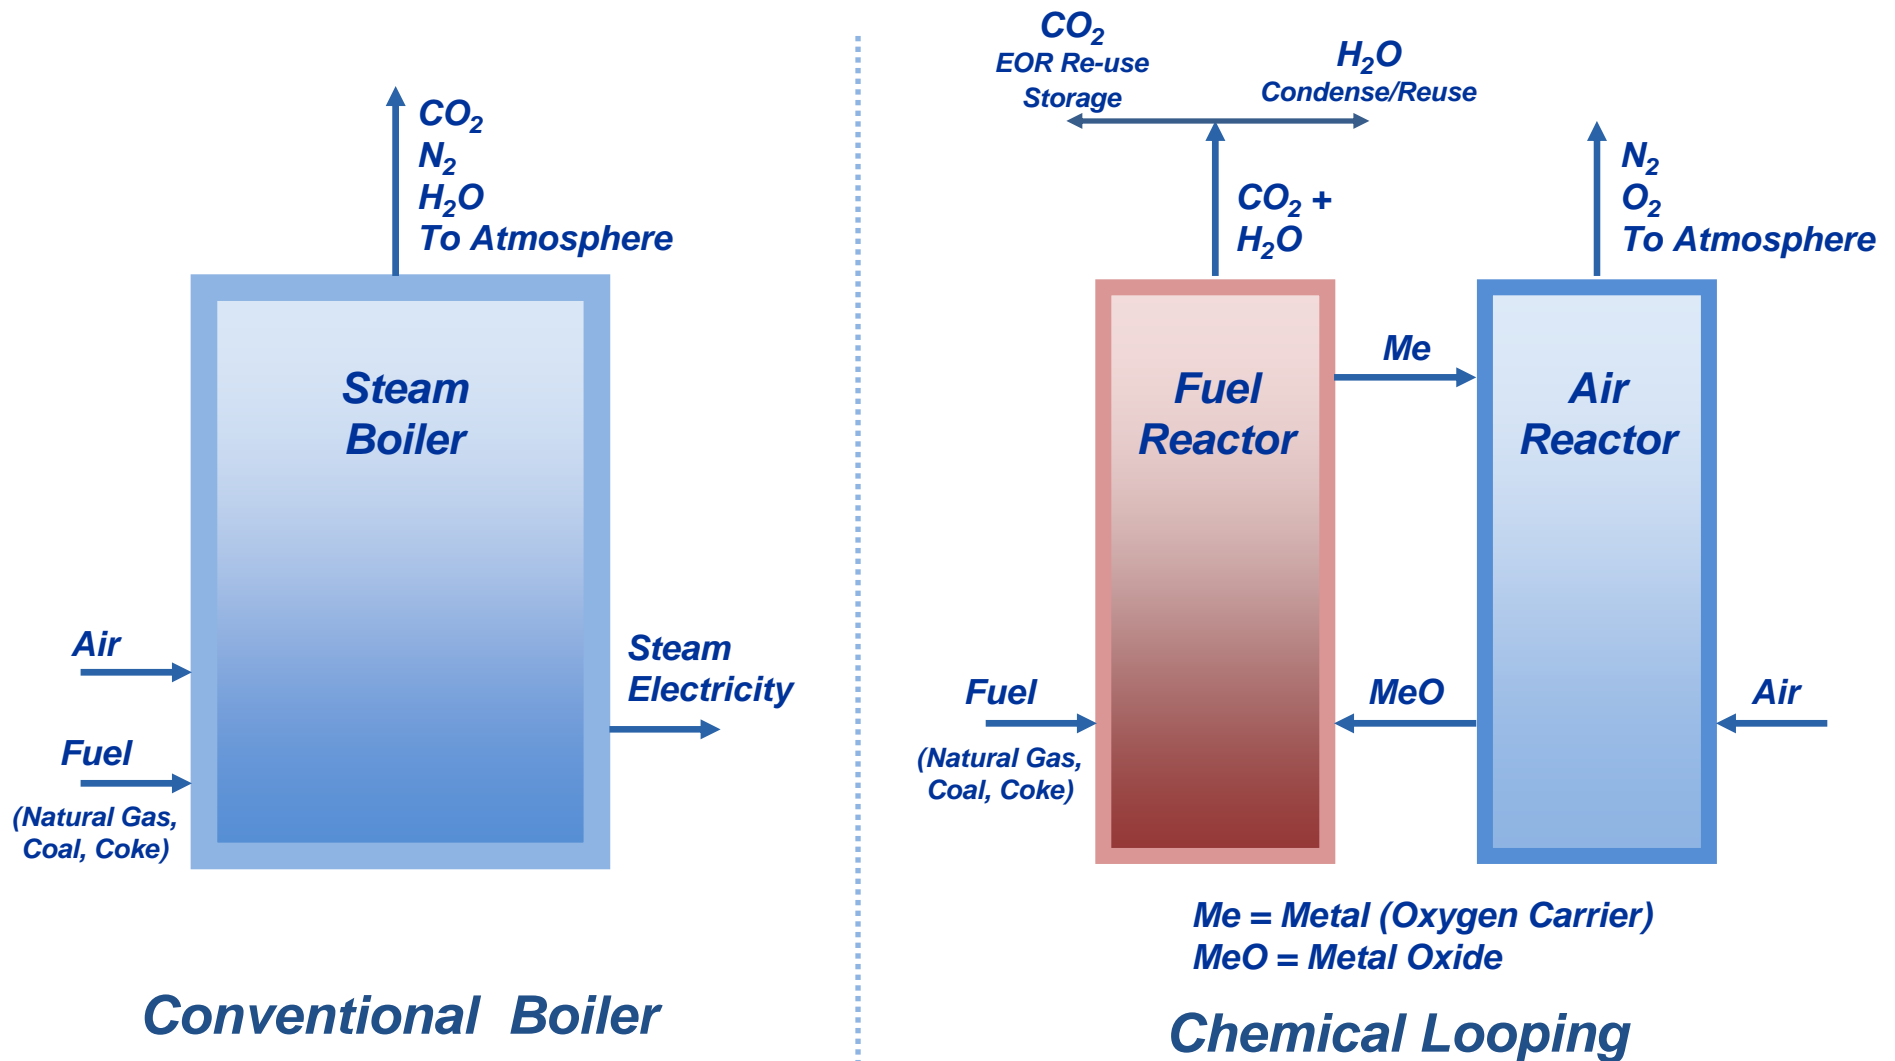 CO₂
N₂
H₂O
To Atmosphere
Steam
Boiler
Air
Fuel
(Natural Gas,
Coal, Coke)
Steam
Electricity
Conventional Boiler
CO₂
EOR Re-use
Storage
H₂O
Condense/Reuse
CO₂ +
H₂O
N₂
O₂
To Atmosphere
Fuel
Reactor
Me
Air
Reactor
Fuel
(Natural Gas,
Coal, Coke)
MeO
Air
Me = Metal (Oxygen Carrier)
MeO = Metal Oxide
Chemical Looping